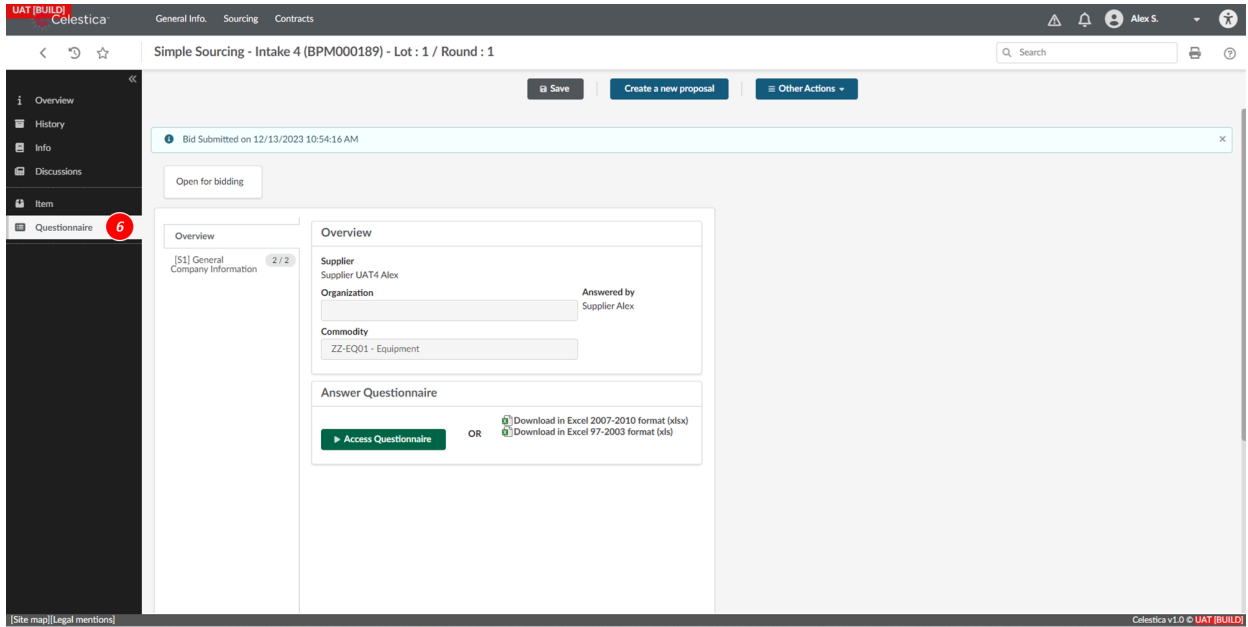 UAT [BUILD]
Celestica
General Info. Sourcing Contracts
Alex S.
Simple Sourcing - Intake 4 (BPM000189) - Lot : 1 / Round : 1
Search
Overview
History
Info
Discussions
Item
Questionnaire
6
Save
Create a new proposal
Other Actions
Bid Submitted on 12/13/2023 10:54:16 AM
Open for bidding
Overview
[S1] General
Company Information
2 / 2
Overview
Supplier
Supplier UAT4 Alex
Organization
Answered by
Supplier Alex
Commodity
ZZ-EQ01 - Equipment
Answer Questionnaire
Access Questionnaire
OR
Download in Excel 2007-2010 format (xlsx)
Download in Excel 97-2003 format (xls)
[Site map][Legal mentions]
Celestica v1.0 © UAT [BUILD]